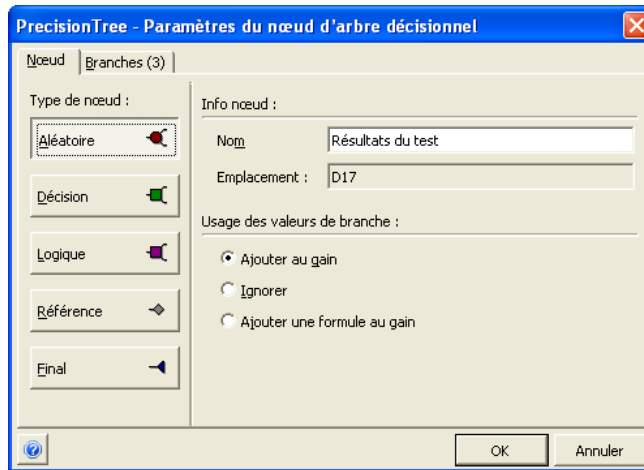 PrecisionTree - Paramètres du nœud d'arbre décisionnel
Nœud
Branches (3)
Type de nœud :
Aléatoire
Décision
Logique
Référence
Final
Info nœud :
Nom
Résultats du test
Emplacement :
D17
Usage des valeurs de branche :
Ajouter au gain
Ignorer
Ajouter une formule au gain
?
OK
Annuler